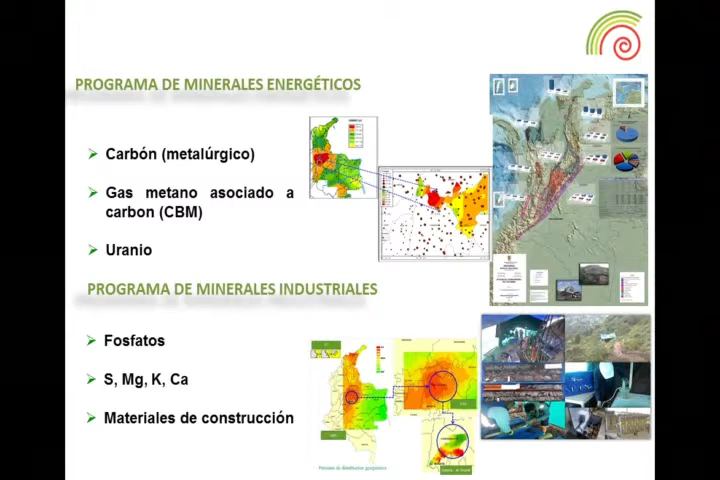 PROGRAMA DE MINERALES ENERGÉTICOS
Carbón (metalúrgico)
Gas metano asociado a
carbon (CBM)
Uranio
PROGRAMA DE MINERALES INDUSTRIALES
Fosfatos
S, Mg, K, Ca
Materiales de construcción